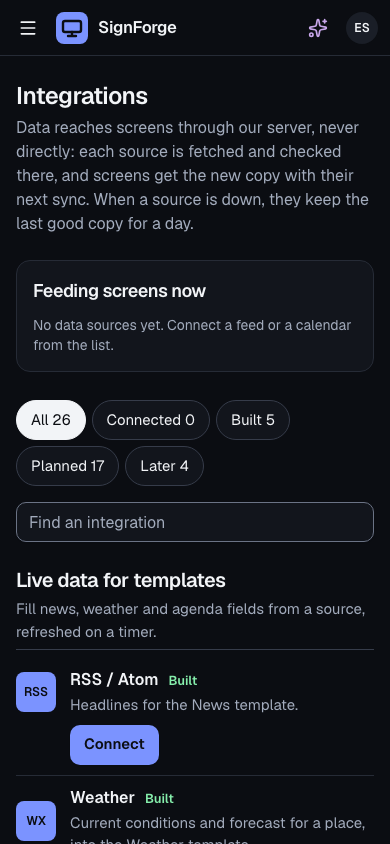 SignForge
ES
Integrations
Data reaches screens through our server, never
directly: each source is fetched and checked
there, and screens get the new copy with their
next sync. When a source is down, they keep the
last good copy for a day.
Feeding screens now
No data sources yet. Connect a feed or a calendar
from the list.
All 26
Connected 0
Built 5
Planned 17
Later 4
Find an integration
Live data for templates
Fill news, weather and agenda fields from a source,
refreshed on a timer.
RSS
RSS / Atom Built
Headlines for the News template.
Connect
WX
Weather Built
Current conditions and forecast for a place,
into the Weather template.